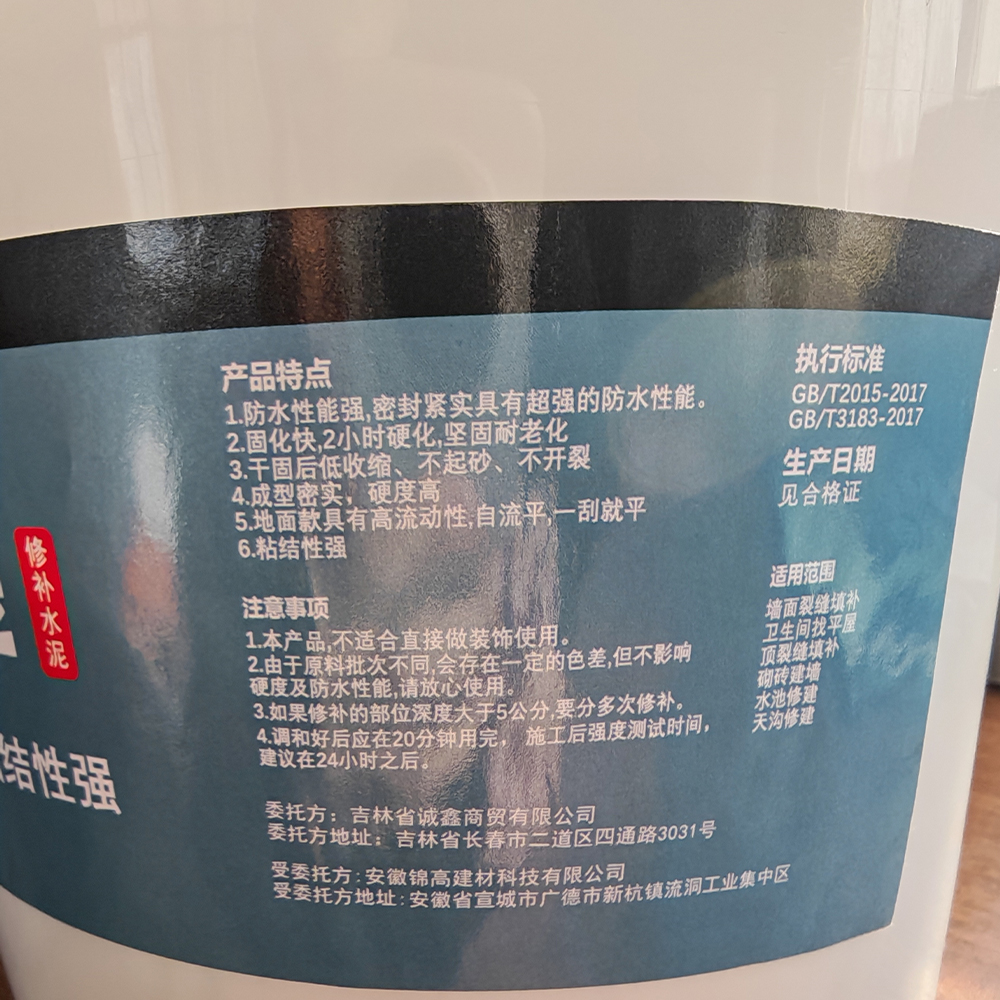 修补水泥
结性强
产品特点
1.防水性能强,密封紧实具有超强的防水性能。
2.固化快,2小时硬化,坚固耐老化
3.干固后低收缩、不起砂、不开裂
4.成型密实，硬度高
5.地面款具有高流动性,自流平,一刮就平
6.粘结性强
注意事项
1.本产品,不适合直接做装饰使用。
2.由于原料批次不同,会存在一定的色差,但不影响
硬度及防水性能,请放心使用。
3.如果修补的部位深度大于5公分,要分多次修补。
4.调和好后应在20分钟用完， 施工后强度测试时间，
建议在24小时之后。
委托方：吉林省诚鑫商贸有限公司
委托方地址：吉林省长春市二道区四通路3031号
受委托方:安徽锦高建材科技有限公司
受委托方地址:安徽省宣城市广德市新杭镇流洞工业集中区
执行标准
GB/T2015-2017
GB/T3183-2017
生产日期
见合格证
适用范围
墙面裂缝填补
卫生间找平屋
顶裂缝填补
砌砖建墙
水池修建
天沟修建